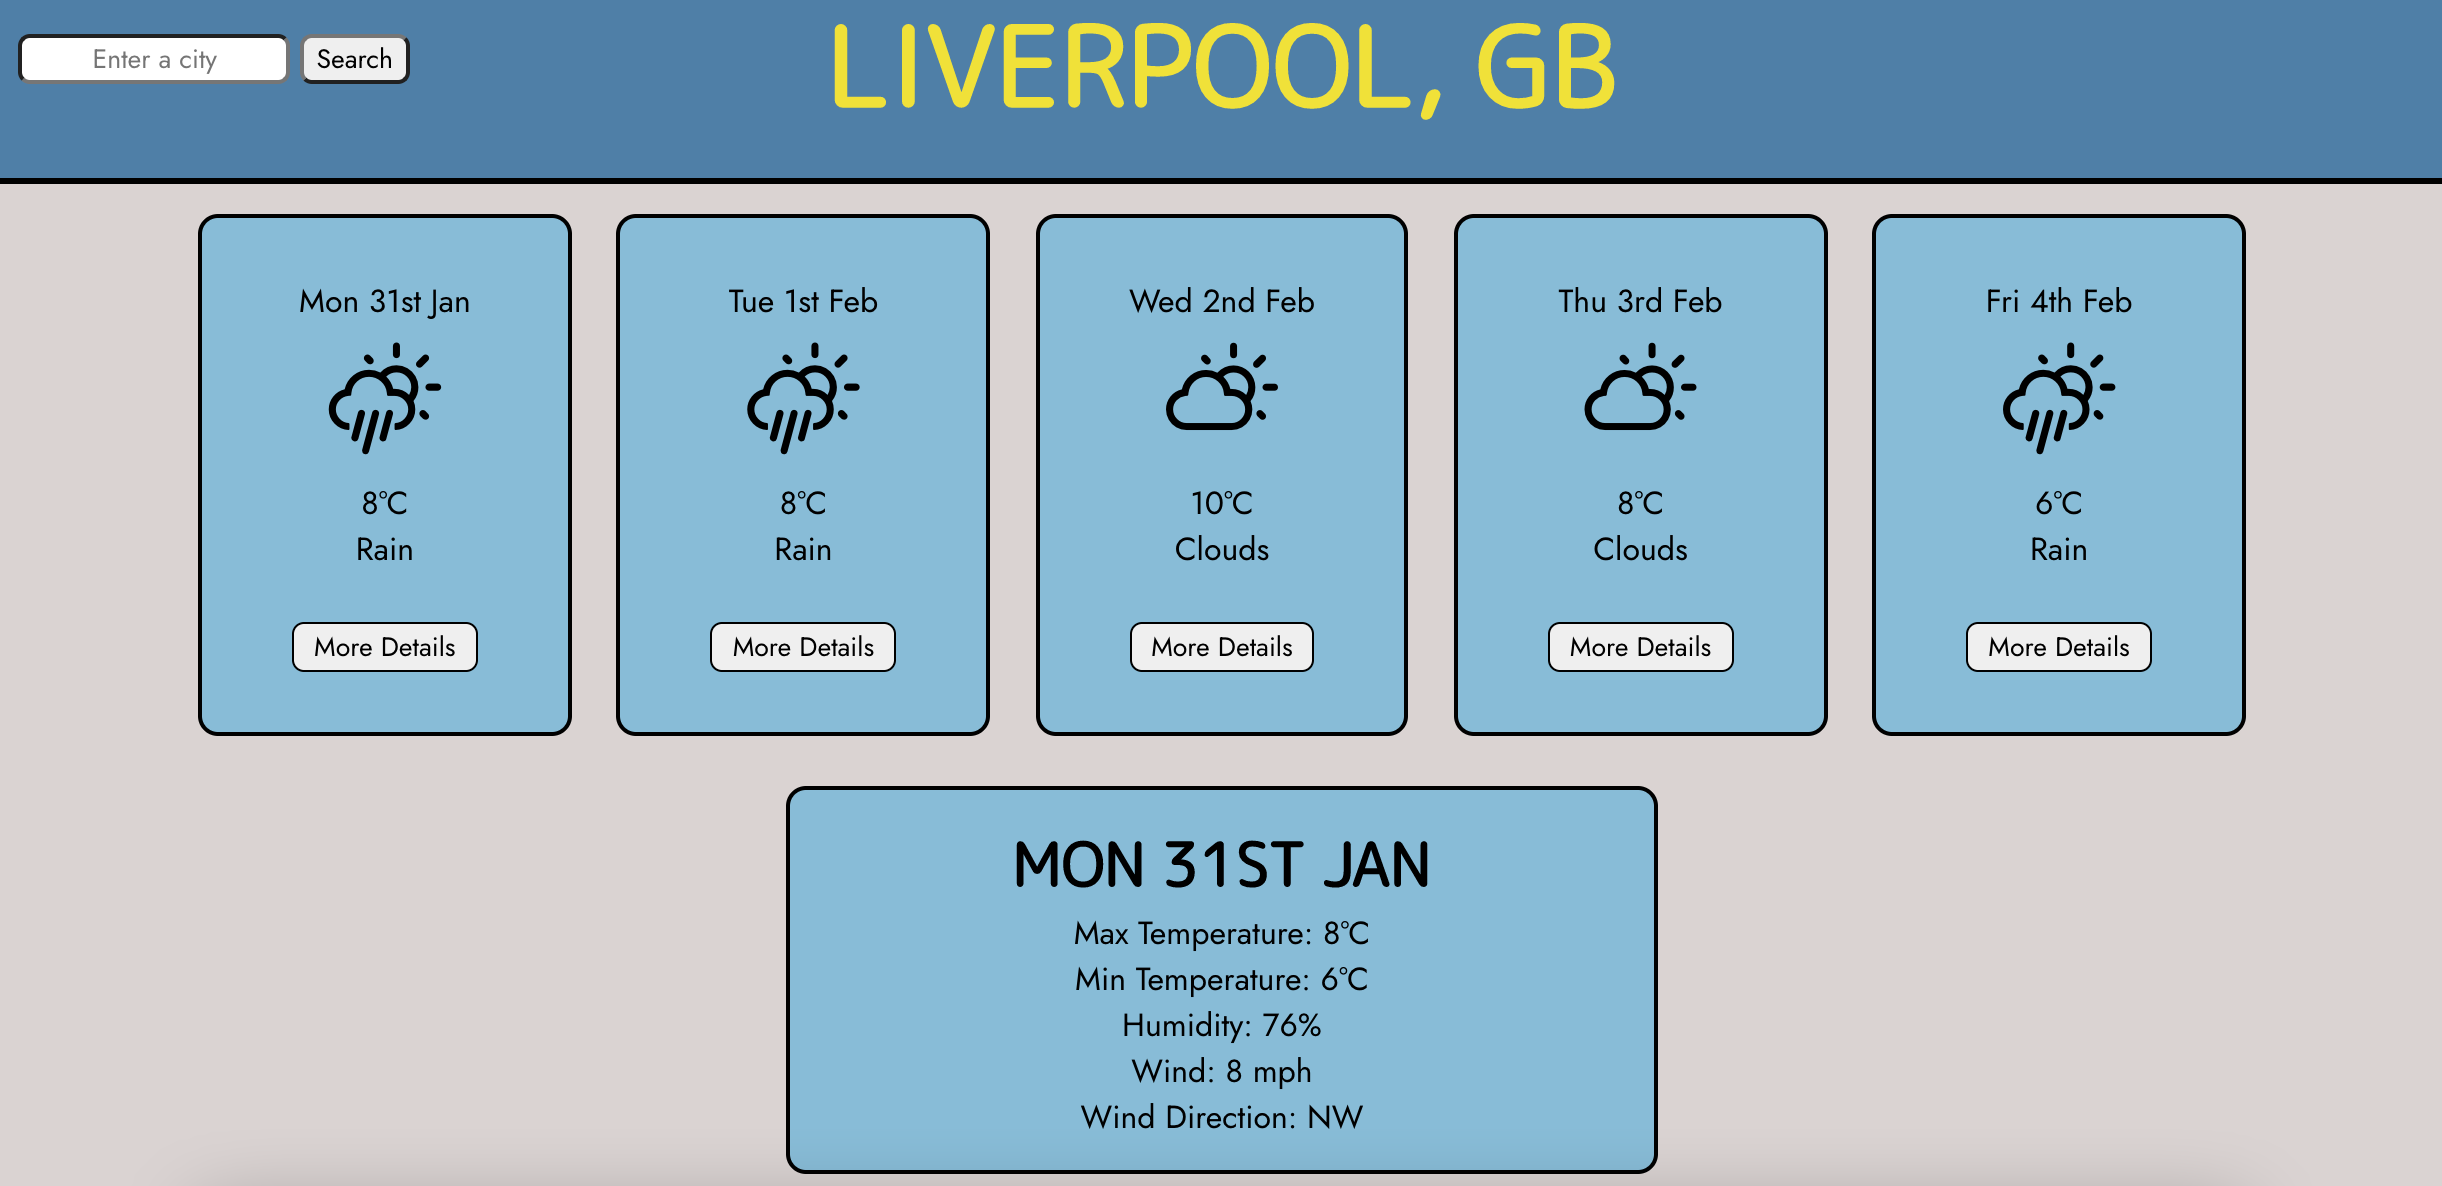 Enter a city
Search
LIVERPOOL, GB
Mon 31st Jan
8°C
Rain
More Details
Tue 1st Feb
8°C
Rain
More Details
Wed 2nd Feb
10°C
Clouds
More Details
Thu 3rd Feb
8°C
Clouds
More Details
Fri 4th Feb
6°C
Rain
More Details
MON 31ST JAN
Max Temperature: 8°C
Min Temperature: 6°C
Humidity: 76%
Wind: 8 mph
Wind Direction: NW